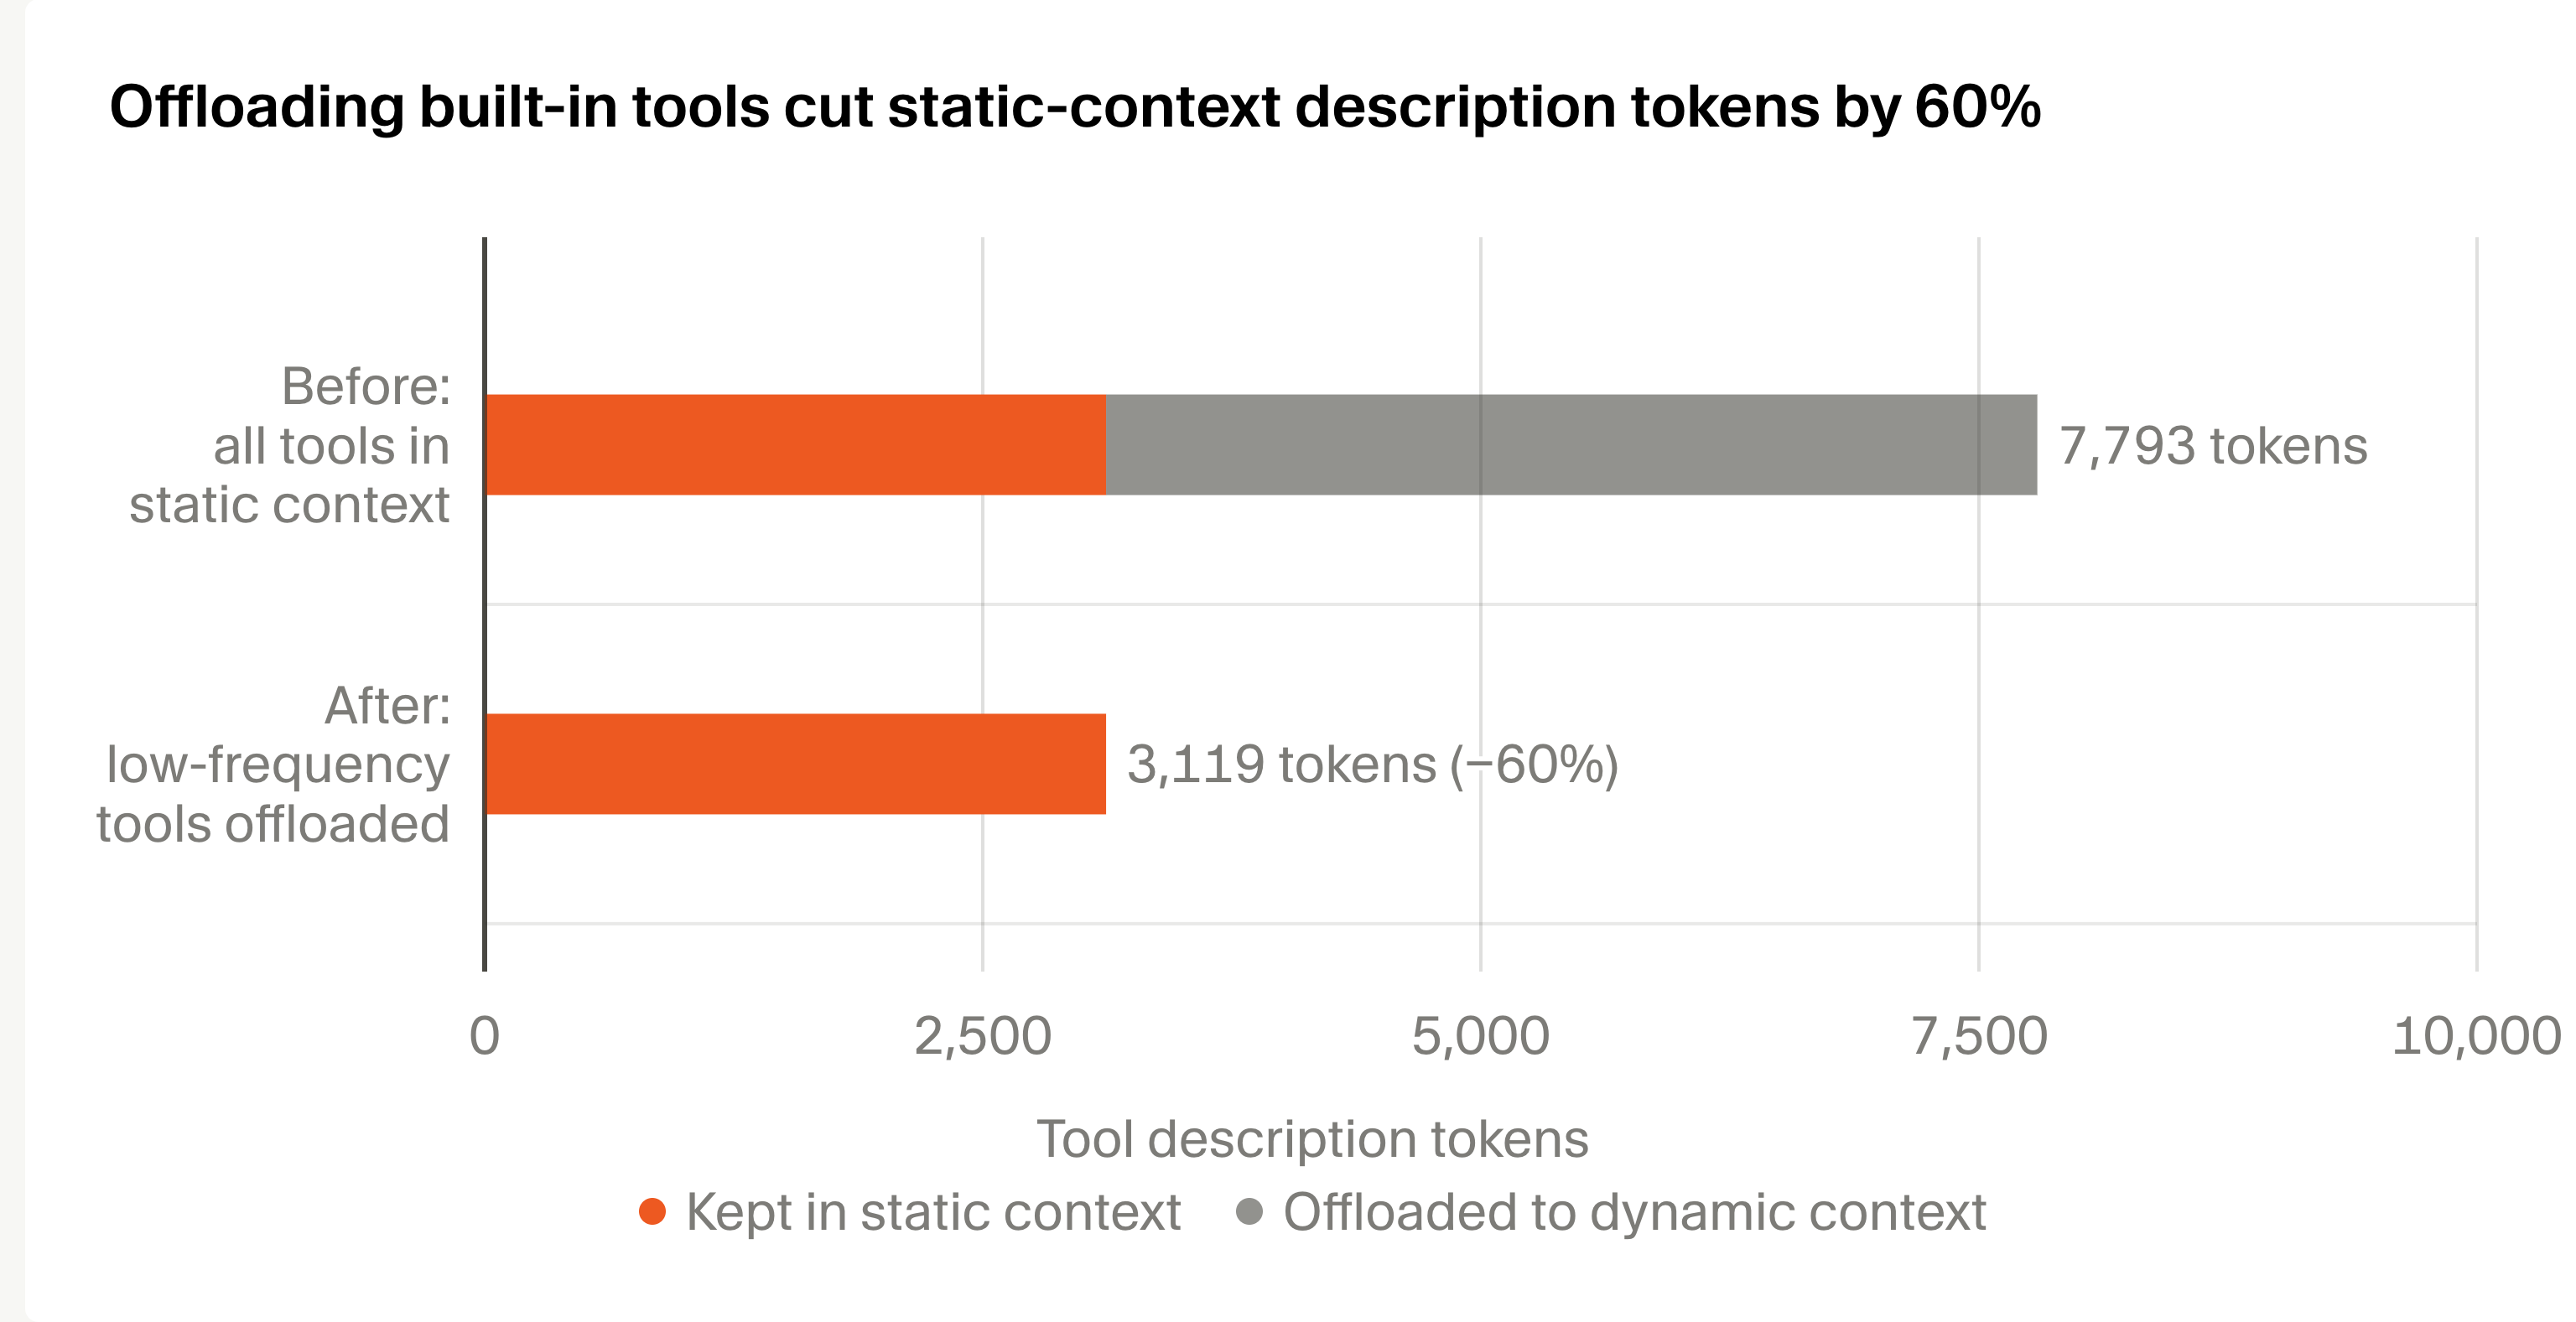 Offloading built-in tools cut static-context description tokens by 60%
Before:
all tools in
static context
7,793 tokens
After:
low-frequency
tools offloaded
3,119 tokens (−60%)
0
2,500
5,000
7,500
10,000
Tool description tokens
Kept in static context
Offloaded to dynamic context